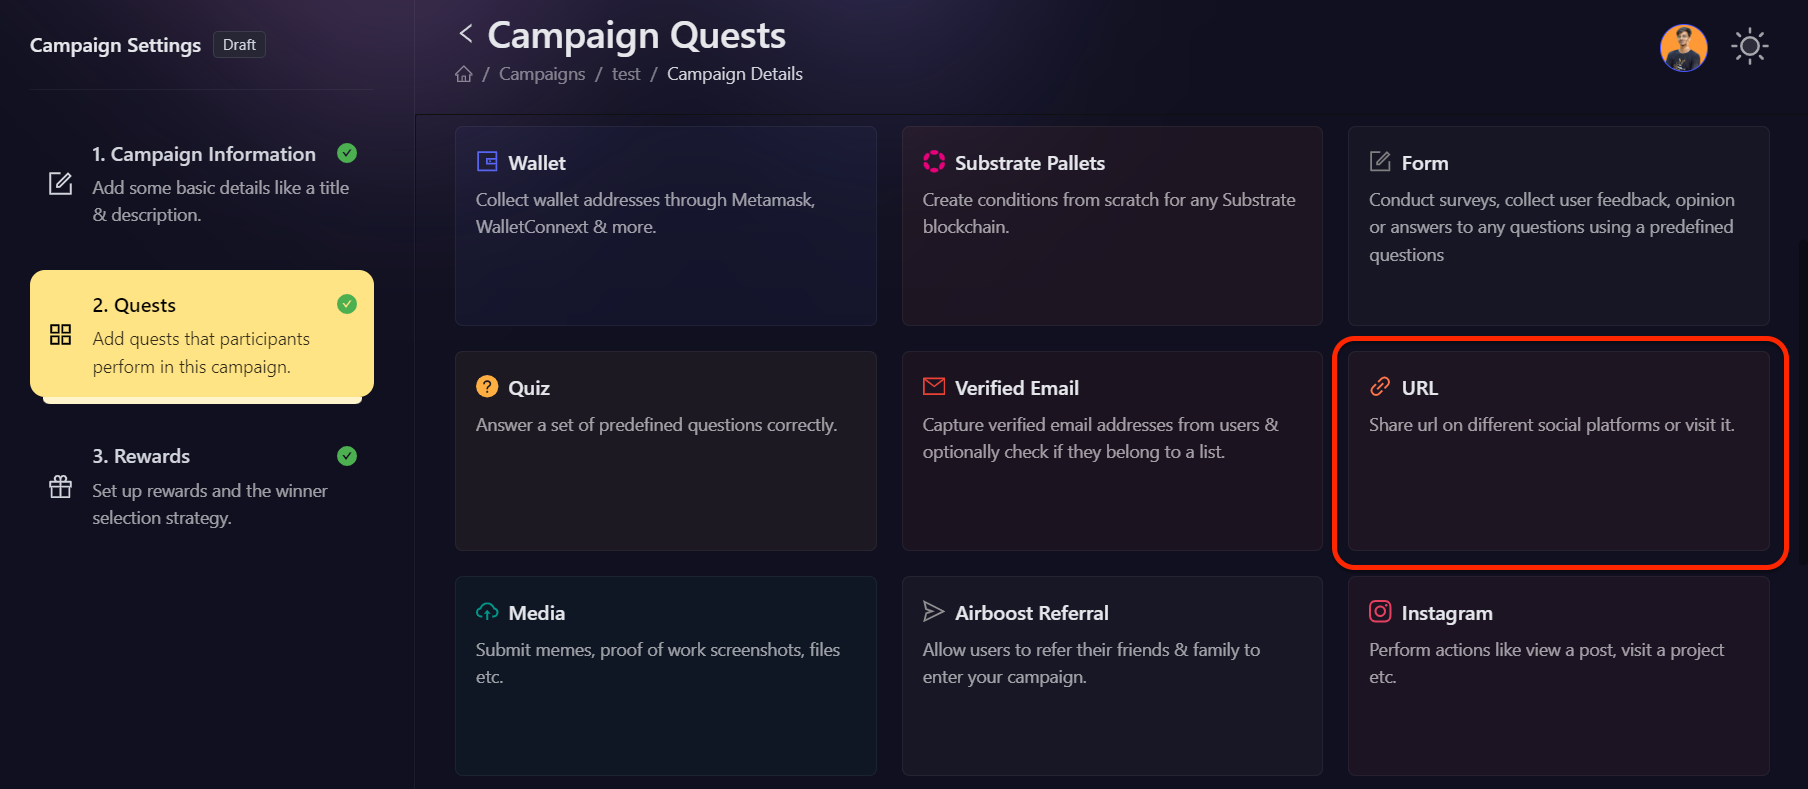 Campaign Settings Draft
1. Campaign Information
Add some basic details like a title
& description.
2. Quests
Add quests that participants
perform in this campaign.
3. Rewards
Set up rewards and the winner
selection strategy.
Campaign Quests
/ Campaigns / test / Campaign Details
Wallet
Collect wallet addresses through Metamask,
WalletConnext & more.
Substrate Pallets
Create conditions from scratch for any Substrate
blockchain.
Form
Conduct surveys, collect user feedback, opinion
or answers to any questions using a predefined
questions
Quiz
Answer a set of predefined questions correctly.
Verified Email
Capture verified email addresses from users &
optionally check if they belong to a list.
URL
Share url on different social platforms or visit it.
Media
Submit memes, proof of work screenshots, files
etc.
Airboost Referral
Allow users to refer their friends & family to
enter your campaign.
Instagram
Perform actions like view a post, visit a project
etc.